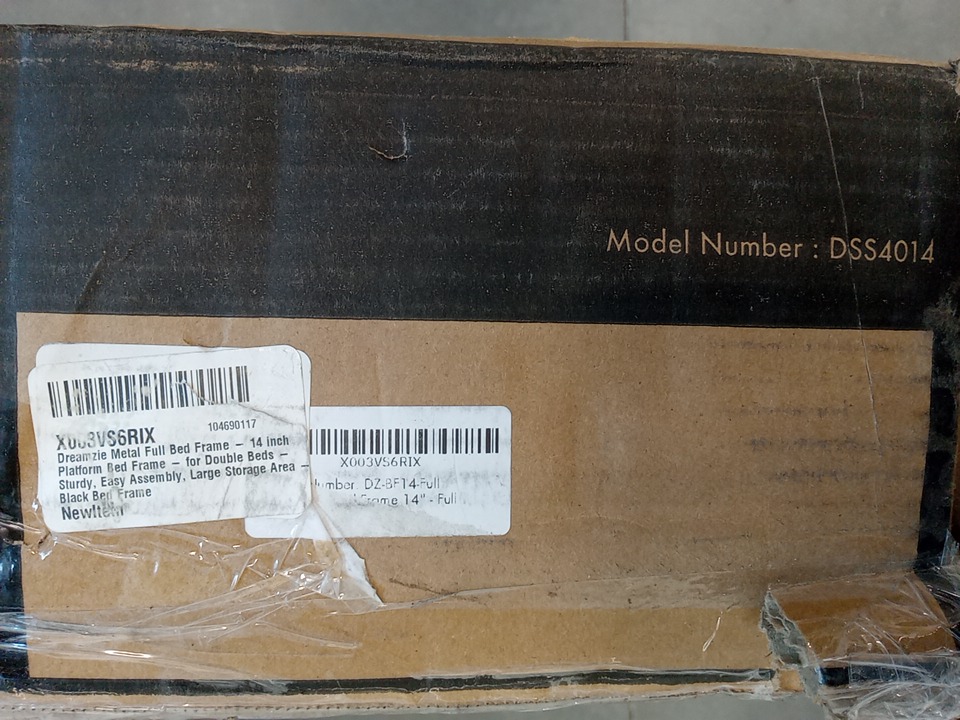 Model Number : DSS4014
104690117
X003VS6RIX
Dreamzie Metal Full Bed Frame – 14 inch
Platform Bed Frame – for Double Beds –
Sturdy, Easy Assembly, Large Storage Area –
Black Bed Frame
NewItem
X003VS6RIX
DZ-BF14-Full
Frame 14" - Full